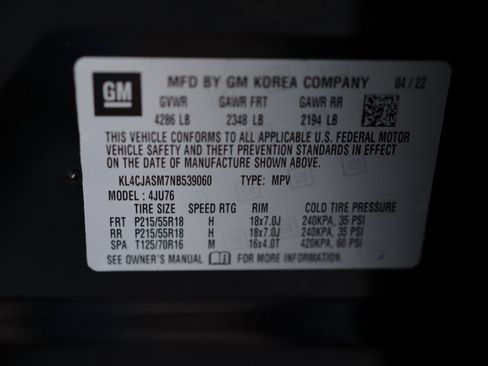 GM
MFD BY GM KOREA COMPANY 04 / 22
GVWR GAWR FRT GAWR RR
4286 LB 2348 LB 2194 LB
THIS VEHICLE CONFORMS TO ALL APPLICABLE U.S. FEDERAL MOTOR
VEHICLE SAFETY AND THEFT PREVENTION STANDARDS IN EFFECT ON
THE DATE OF MANUFACTURE SHOWN ABOVE.
KL4CJASM7NB539060 TYPE: MPV
MODEL : 4JU76
TIRE SIZE SPEED RTG RIM COLD TIRE PRESSURE
FRT P215/55R18 H 18x7.0J 240KPA, 35 PSI
RR P215/55R18 H 18x7.0J 240KPA, 35 PSI
SPA T125/70R16 M 16x4.0T 420KPA, 60 PSI
SEE OWNER'S MANUAL FOR MORE INFORMATION